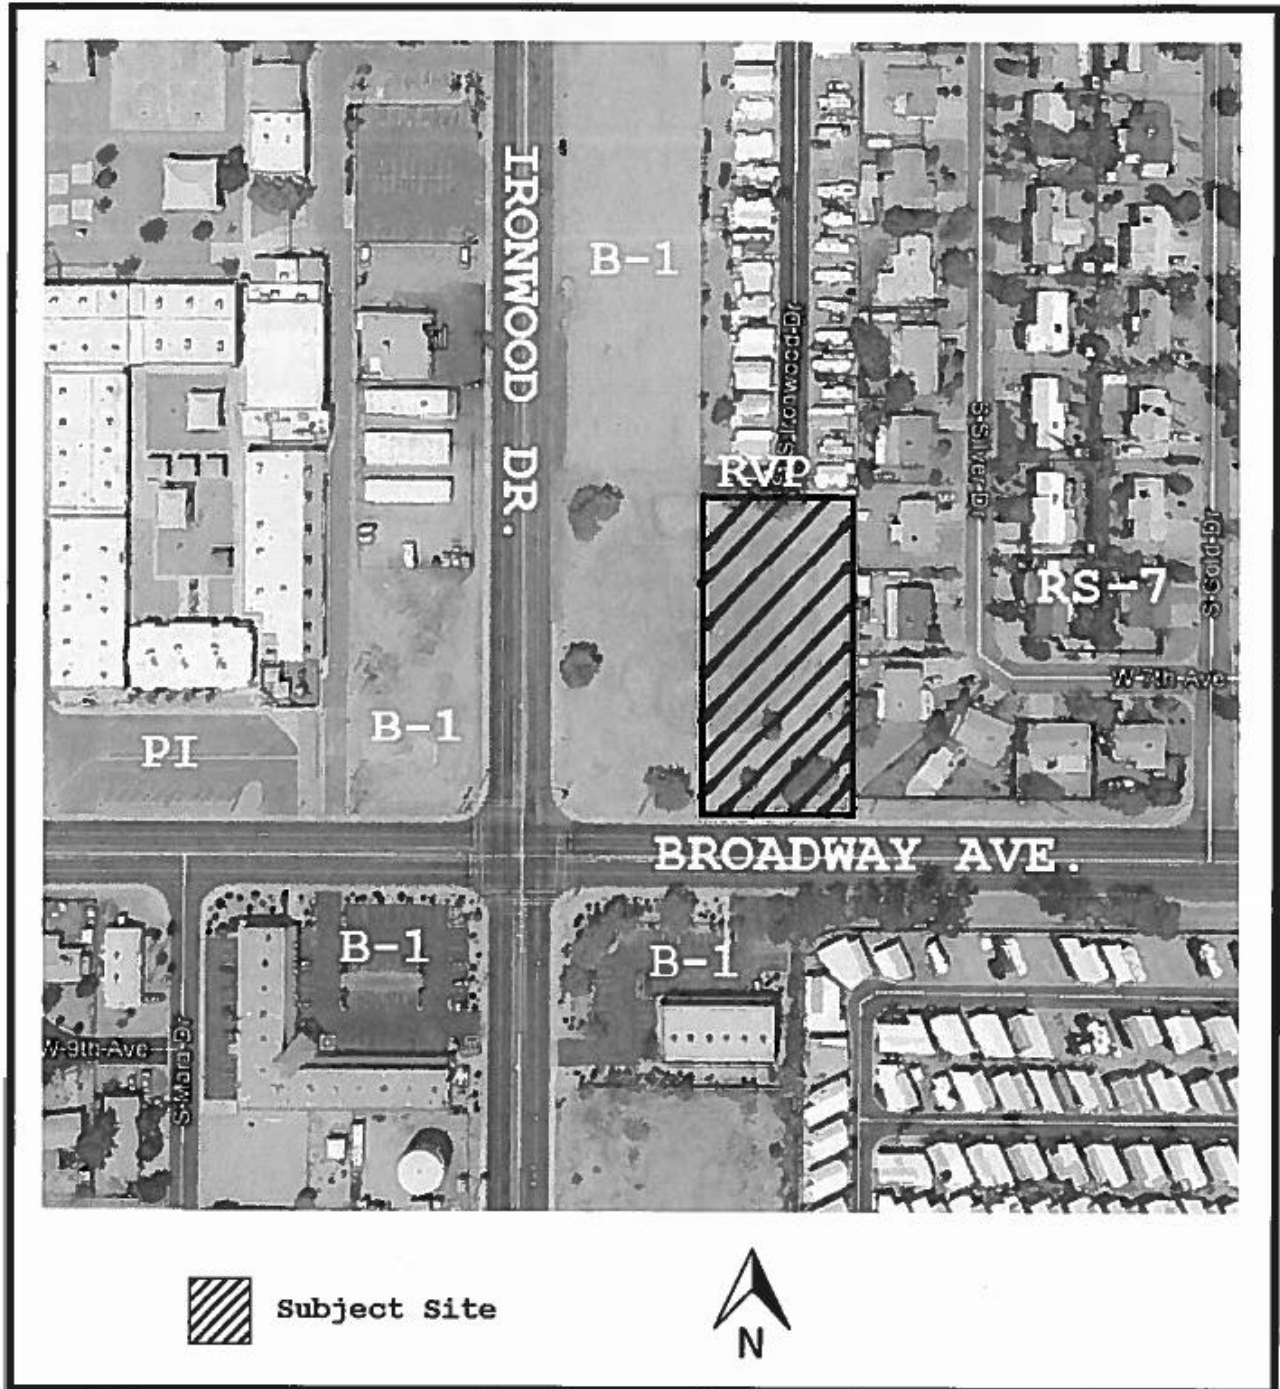 IRONWOOD DR.
B-1
S Ironwood Dr
RVP
S Silver Dr
RS-7
S Gold Dr
W 7th Ave
B-1
PI
BROADWAY AVE.
B-1
B-1
W 9th Ave
S Main Dr
Subject Site
N